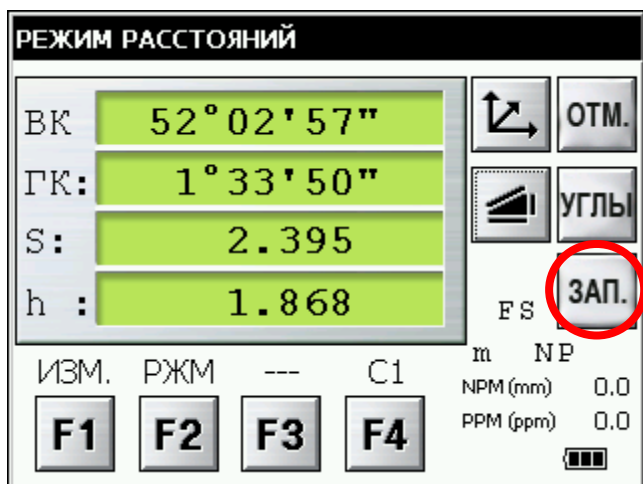 РЕЖИМ РАССТОЯНИЙ
ВК 52°02'57"
ГК: 1°33'50"
S: 2.395
h : 1.868
ОТМ.
УГЛЫ
ЗАП.
FS
m NP
NPM (mm) 0.0
PPM (ppm) 0.0
ИЗМ. РЖМ --- С1
F1 F2 F3 F4